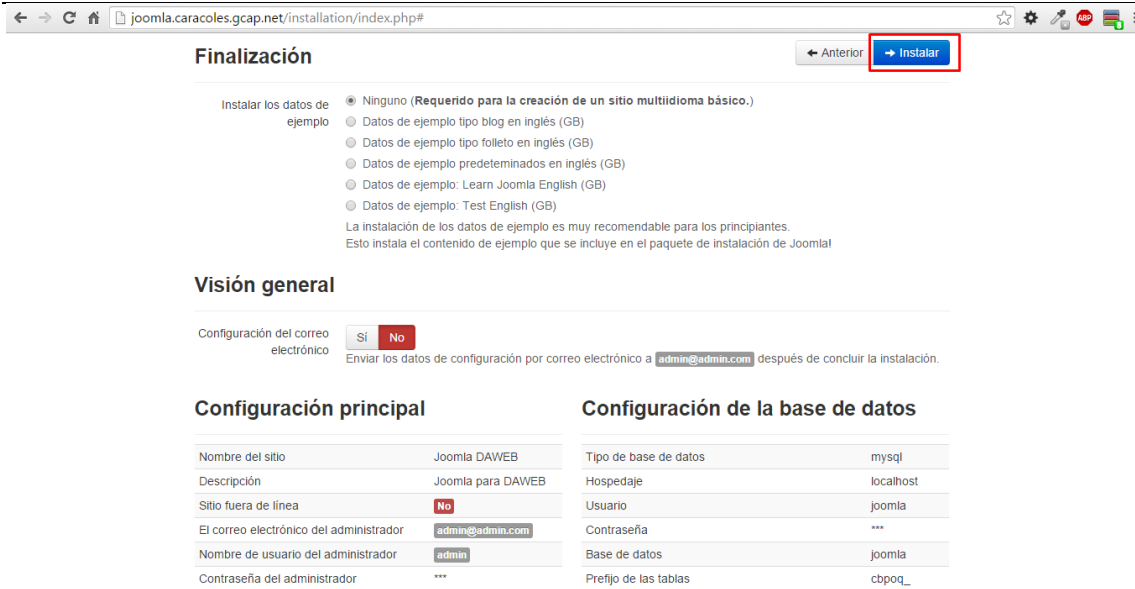 joomla.caracoles.gcap.net/installation/index.php#
ABP
Finalización
Anterior
Instalar
Instalar los datos de ejemplo
Ninguno (Requerido para la creación de un sitio multiidioma básico.)
Datos de ejemplo tipo blog en inglés (GB)
Datos de ejemplo tipo folleto en inglés (GB)
Datos de ejemplo predeteminados en inglés (GB)
Datos de ejemplo: Learn Joomla English (GB)
Datos de ejemplo: Test English (GB)
La instalación de los datos de ejemplo es muy recomendable para los principiantes.
Esto instala el contenido de ejemplo que se incluye en el paquete de instalación de Joomla!
Visión general
Configuración del correo electrónico
Sí No
Enviar los datos de configuración por correo electrónico a admin@admin.com después de concluir la instalación.
Configuración principal
Nombre del sitio Joomla DAWEB
Descripción Joomla para DAWEB
Sitio fuera de línea No
El correo electrónico del administrador admin@admin.com
Nombre de usuario del administrador admin
Contraseña del administrador ***
Configuración de la base de datos
Tipo de base de datos mysql
Hospedaje localhost
Usuario joomla
Contraseña ***
Base de datos joomla
Prefijo de las tablas cbpoq_